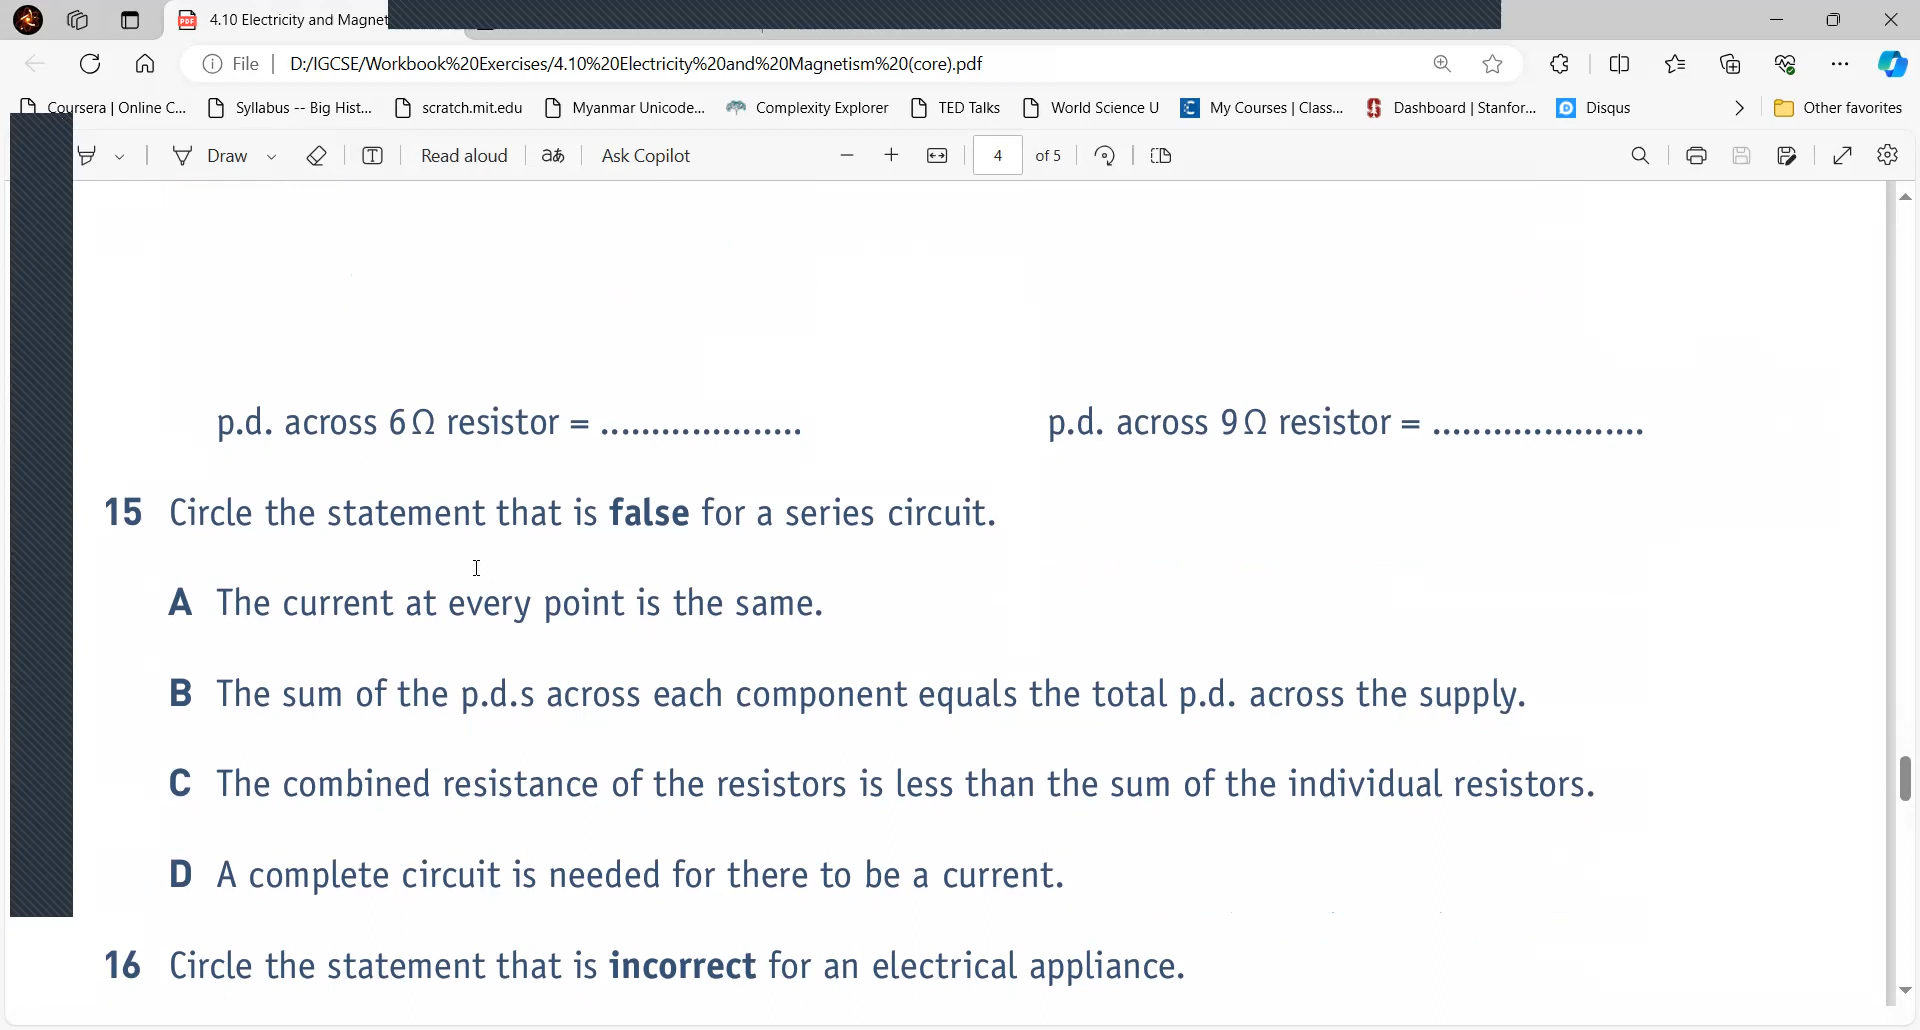 4.10 Electricity and Magnet
File
D:/IGCSE/Workbook%20Exercises/4.10%20Electricity%20and%20Magnetism%20(core).pdf
Coursera | Online C...
Syllabus -- Big Hist...
scratch.mit.edu
Myanmar Unicode...
Complexity Explorer
TED Talks
World Science U
My Courses | Class...
Dashboard | Stanfor...
Disqus
Other favorites
Draw
Read aloud
aあ
Ask Copilot
4 of 5
p.d. across 6 Ω resistor = ....................
p.d. across 9 Ω resistor = .....................
15 Circle the statement that is false for a series circuit.
A The current at every point is the same.
B The sum of the p.d.s across each component equals the total p.d. across the supply.
C The combined resistance of the resistors is less than the sum of the individual resistors.
D A complete circuit is needed for there to be a current.
16 Circle the statement that is incorrect for an electrical appliance.